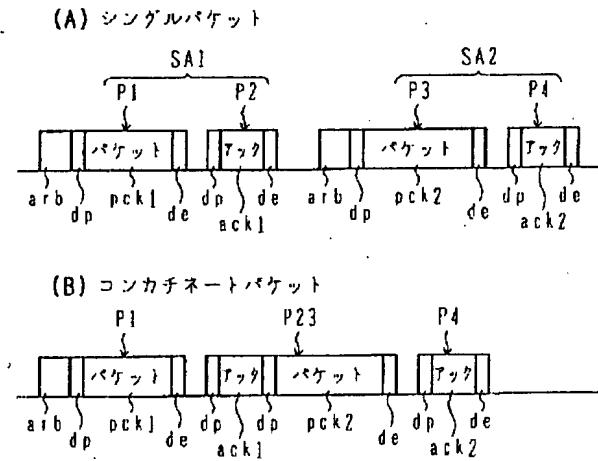 (A) シングルパケット
SA1 SA2
P1 P2 P3 P4
パケット アック パケット アック
arb dp pck1 de dp ack1 de arb dp pck2 de dp ack2 de
(B) コンカチネートパケット
P1 P23 P4
パケット アック パケット アック
arb dp pck1 de dp ack1 dp pck2 de dp ack2 de